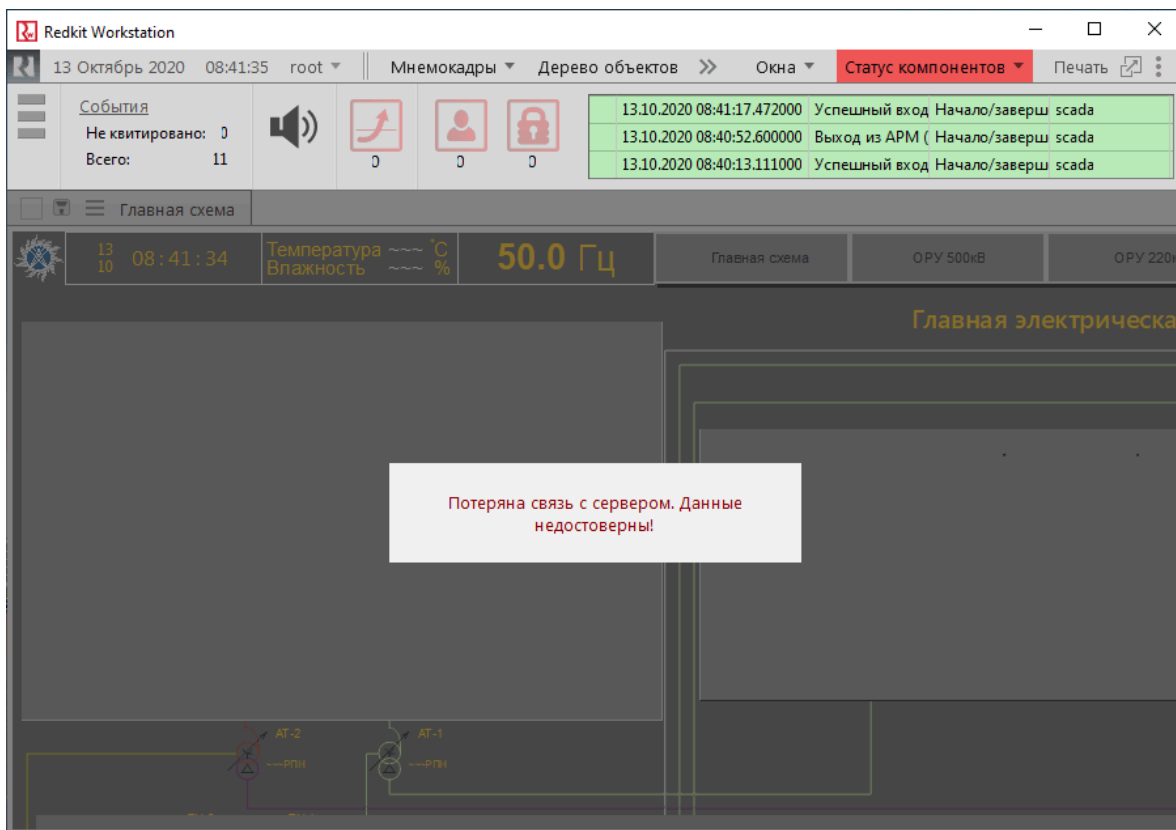 Redkit Workstation
13 Октябрь 2020 08:41:35 root Мнемокадры Дерево объектов Окна Статус компонентов Печать
События
Не квитировано: 0
Всего: 11
0 0 0
13.10.2020 08:41:17.472000 Успешный вход Начало/заверш scada
13.10.2020 08:40:52.600000 Выход из АРМ ( Начало/заверш scada
13.10.2020 08:40:13.111000 Успешный вход Начало/заверш scada
Главная схема
13 10 08:41:34
Температура ~~~ °C
Влажность ~~~ %
50.0 Гц
Главная схема ОРУ 500кВ ОРУ 220к
Главная электрическа
Потеряна связь с сервером. Данные
недостоверны!
АТ-2 АТ-1
~~РПН ~~РПН